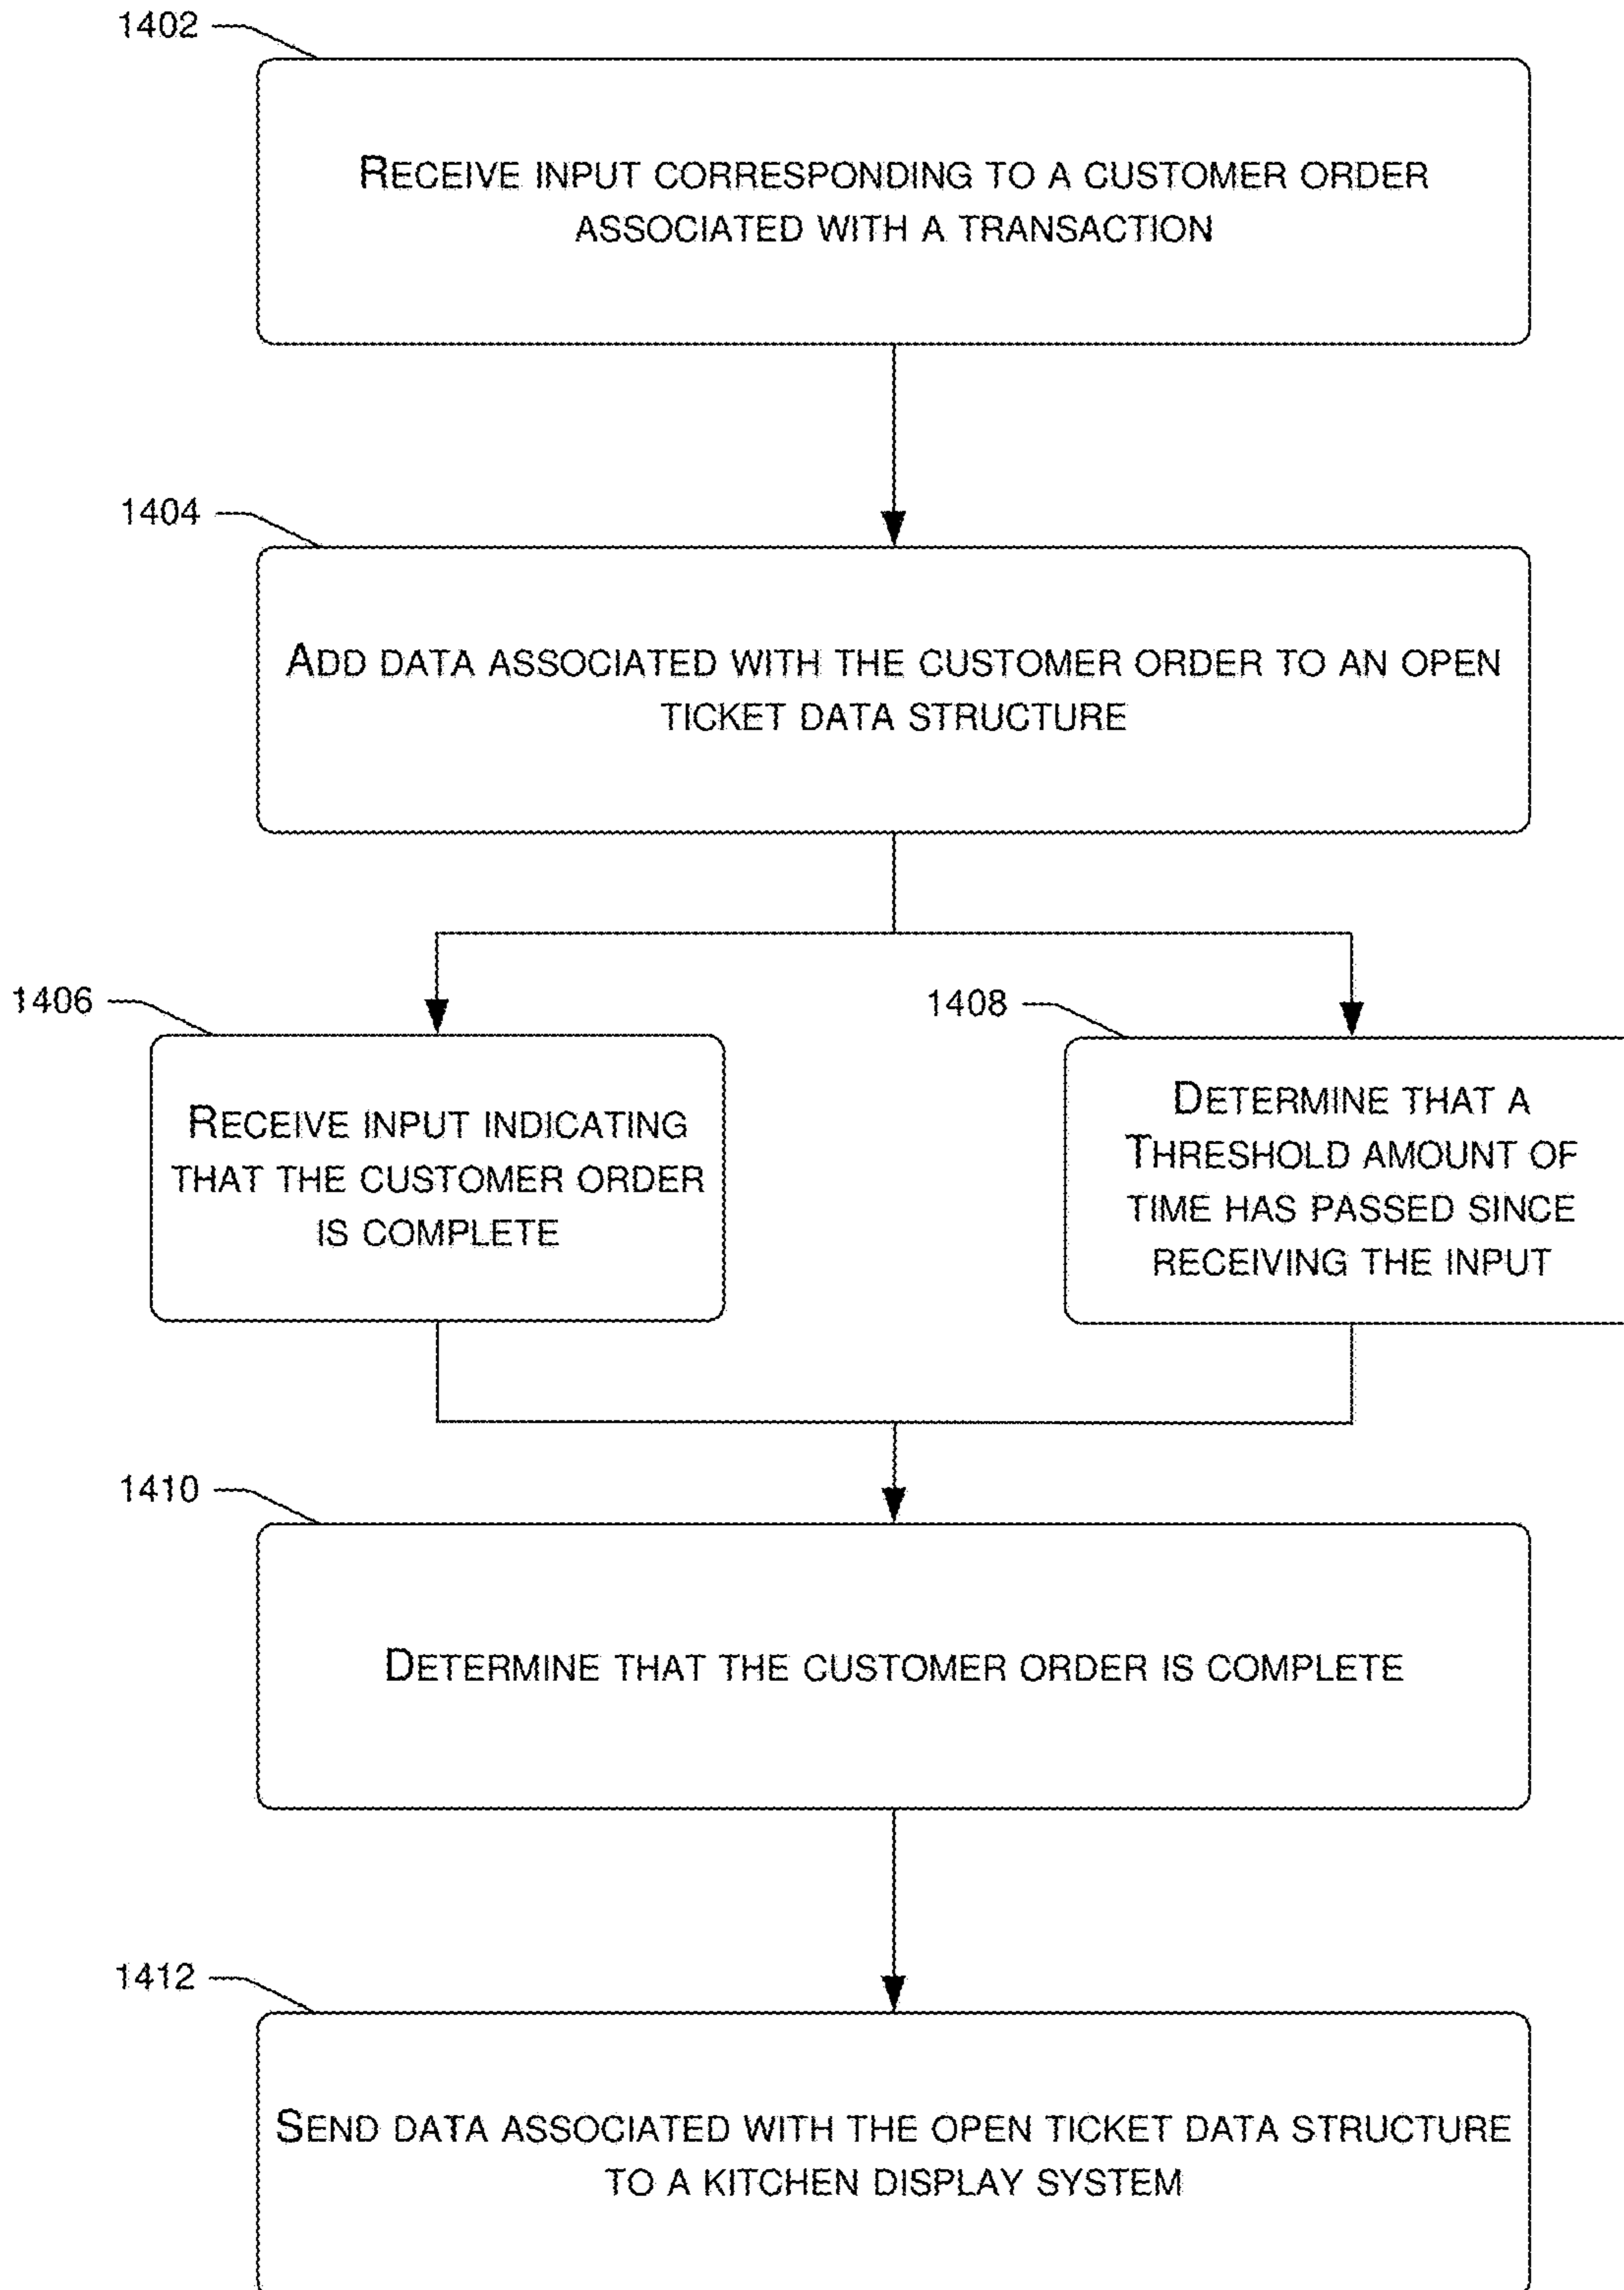 1402
RECEIVE INPUT CORRESPONDING TO A CUSTOMER ORDER
ASSOCIATED WITH A TRANSACTION
1404
ADD DATA ASSOCIATED WITH THE CUSTOMER ORDER TO AN OPEN
TICKET DATA STRUCTURE
1406
RECEIVE INPUT INDICATING
THAT THE CUSTOMER ORDER
IS COMPLETE
1408
DETERMINE THAT A
THRESHOLD AMOUNT OF
TIME HAS PASSED SINCE
RECEIVING THE INPUT
1410
DETERMINE THAT THE CUSTOMER ORDER IS COMPLETE
1412
SEND DATA ASSOCIATED WITH THE OPEN TICKET DATA STRUCTURE
TO A KITCHEN DISPLAY SYSTEM